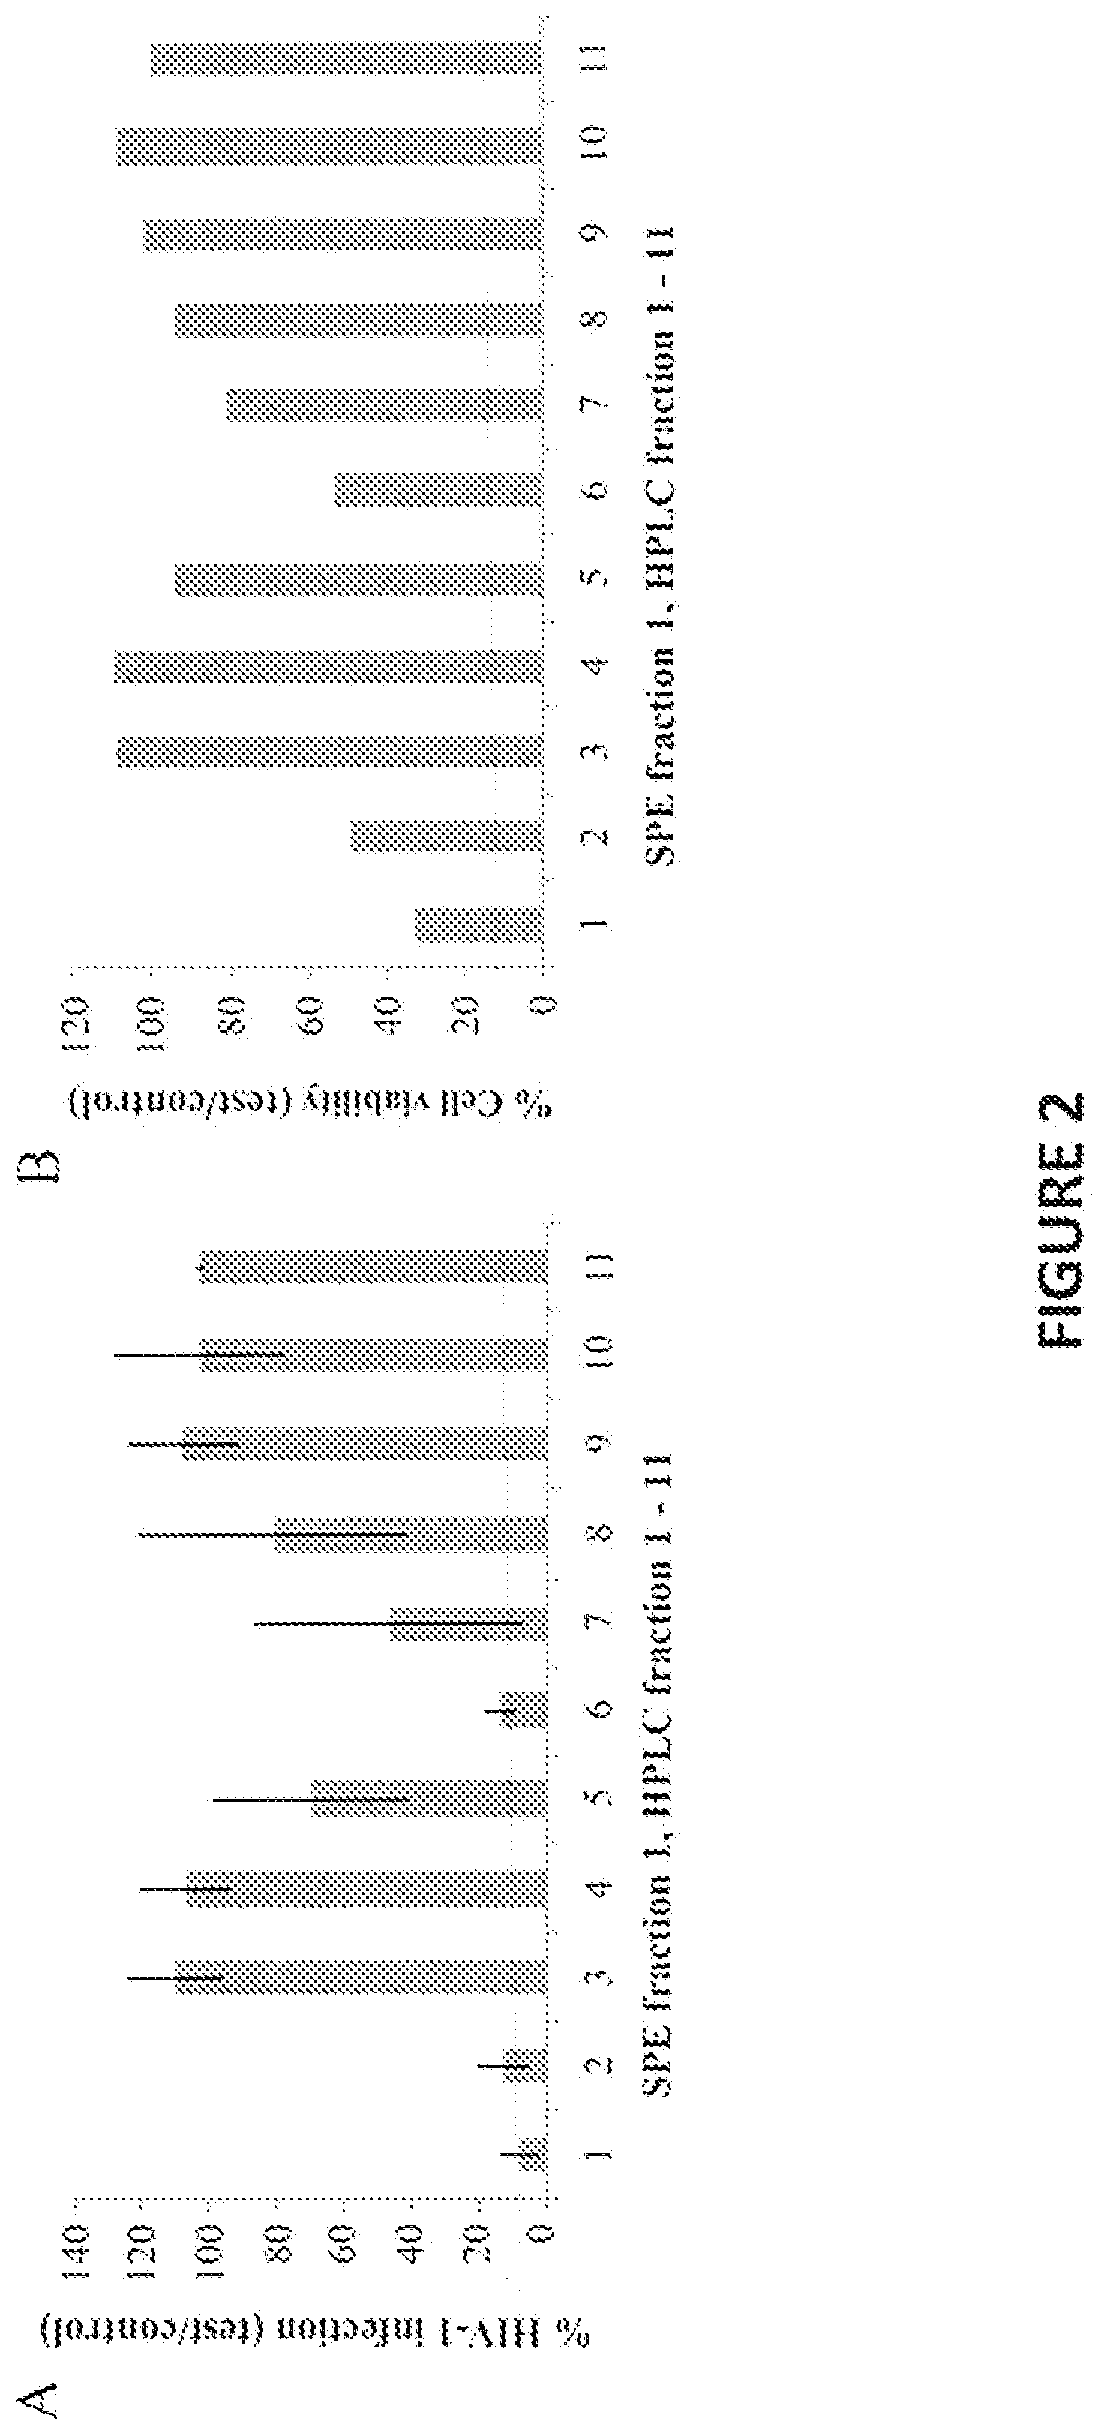 A
% HIV-1 infection (test/control)
140
120
100
80
60
40
20
0
1 2 3 4 5 6 7 8 9 10 11
SPE fraction 1, HPLC fraction 1 - 11
B
% Cell viability (test/control)
120
100
80
60
40
20
0
1 2 3 4 5 6 7 8 9 10 11
SPE fraction 1, HPLC fraction 1 - 11
FIGURE 2